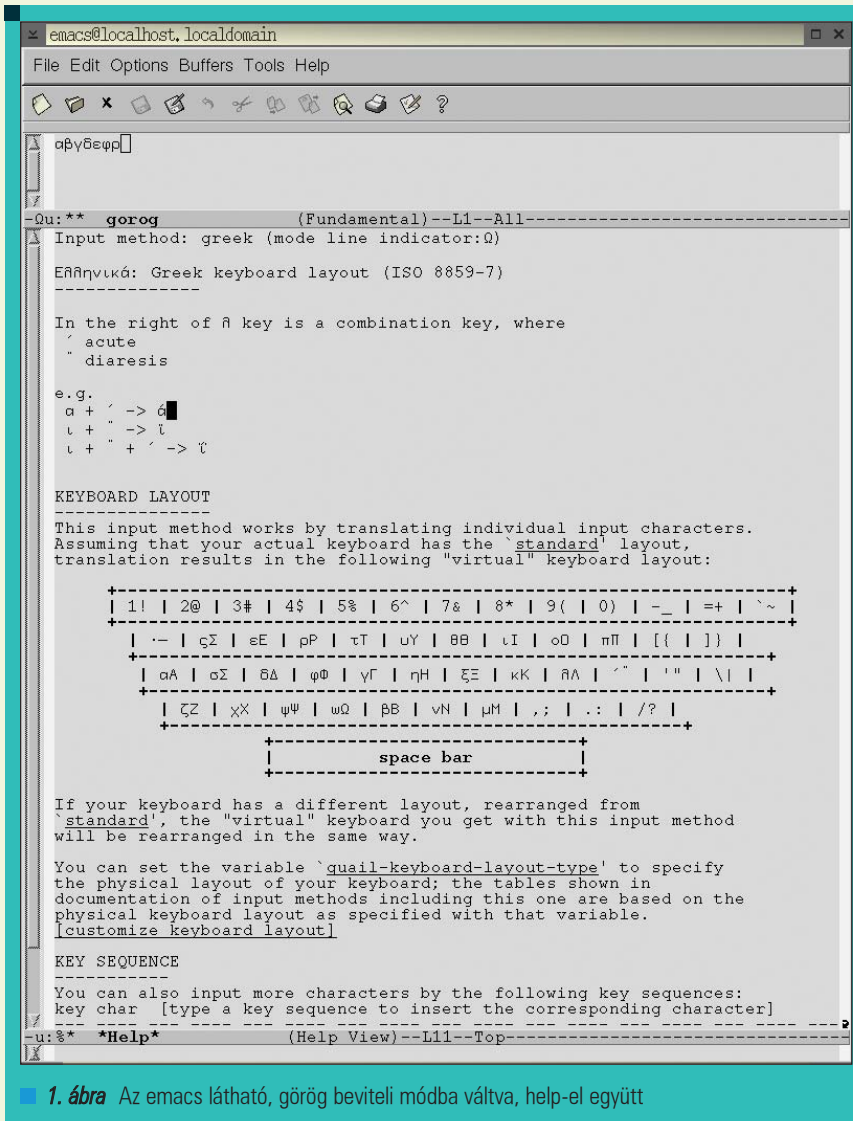 emacs@localhost.localdomain
File Edit Options Buffers Tools Help
αβγδεφρ
-Ωu:** gorog (Fundamental)--L1--All----------------------------------
Input method: greek (mode line indicator:Ω)
Ελληνικά: Greek keyboard layout (ISO 8859-7)
--------------
In the right of λ key is a combination key, where
´ acute
¨ diaresis
e.g.
α + ´ -> ά
ι + ¨ -> ϊ
ι + ¨ + ´ -> ΐ
KEYBOARD LAYOUT
---------------
This input method works by translating individual input characters.
Assuming that your actual keyboard has the `standard' layout,
translation results in the following "virtual" keyboard layout:
+-----------------------------------------------------------------+
| 1! | 2@ | 3# | 4$ | 5% | 6^ | 7& | 8* | 9( | 0) | -_ | =+ | `~ |
+-----------------------------------------------------------------+
| ·― | ςΣ | εΕ | ρΡ | τΤ | υΥ | θΘ | ιΙ | οΟ | πΠ | [{ | ]} |
+-------------------------------------------------------------+
| αΑ | σΣ | δΔ | φΦ | γΓ | ηΗ | ξΞ | κΚ | λΛ | ´¨ | '" | \| |
+-----------------------------------------------------------+
| ζΖ | χΧ | ψΨ | ωΩ | βΒ | νΝ | μΜ | ,; | .: | /? |
+--------------------------------------------------+
+-----------------------------+
| space bar |
+-----------------------------+
If your keyboard has a different layout, rearranged from
`standard', the "virtual" keyboard you get with this input method
will be rearranged in the same way.
You can set the variable `quail-keyboard-layout-type' to specify
the physical layout of your keyboard; the tables shown in
documentation of input methods including this one are based on the
physical keyboard layout as specified with that variable.
[customize keyboard layout]
KEY SEQUENCE
-----------
You can also input more characters by the following key sequences:
key char [type a key sequence to insert the corresponding character]
--- ---- --- ---- --- ---- --- ---- --- ---- --- ---- --- ---- ---
-u:%* *Help* (Help View)--L11--Top-----------------------------------
1. ábra Az emacs látható, görög beviteli módba váltva, help-el együtt